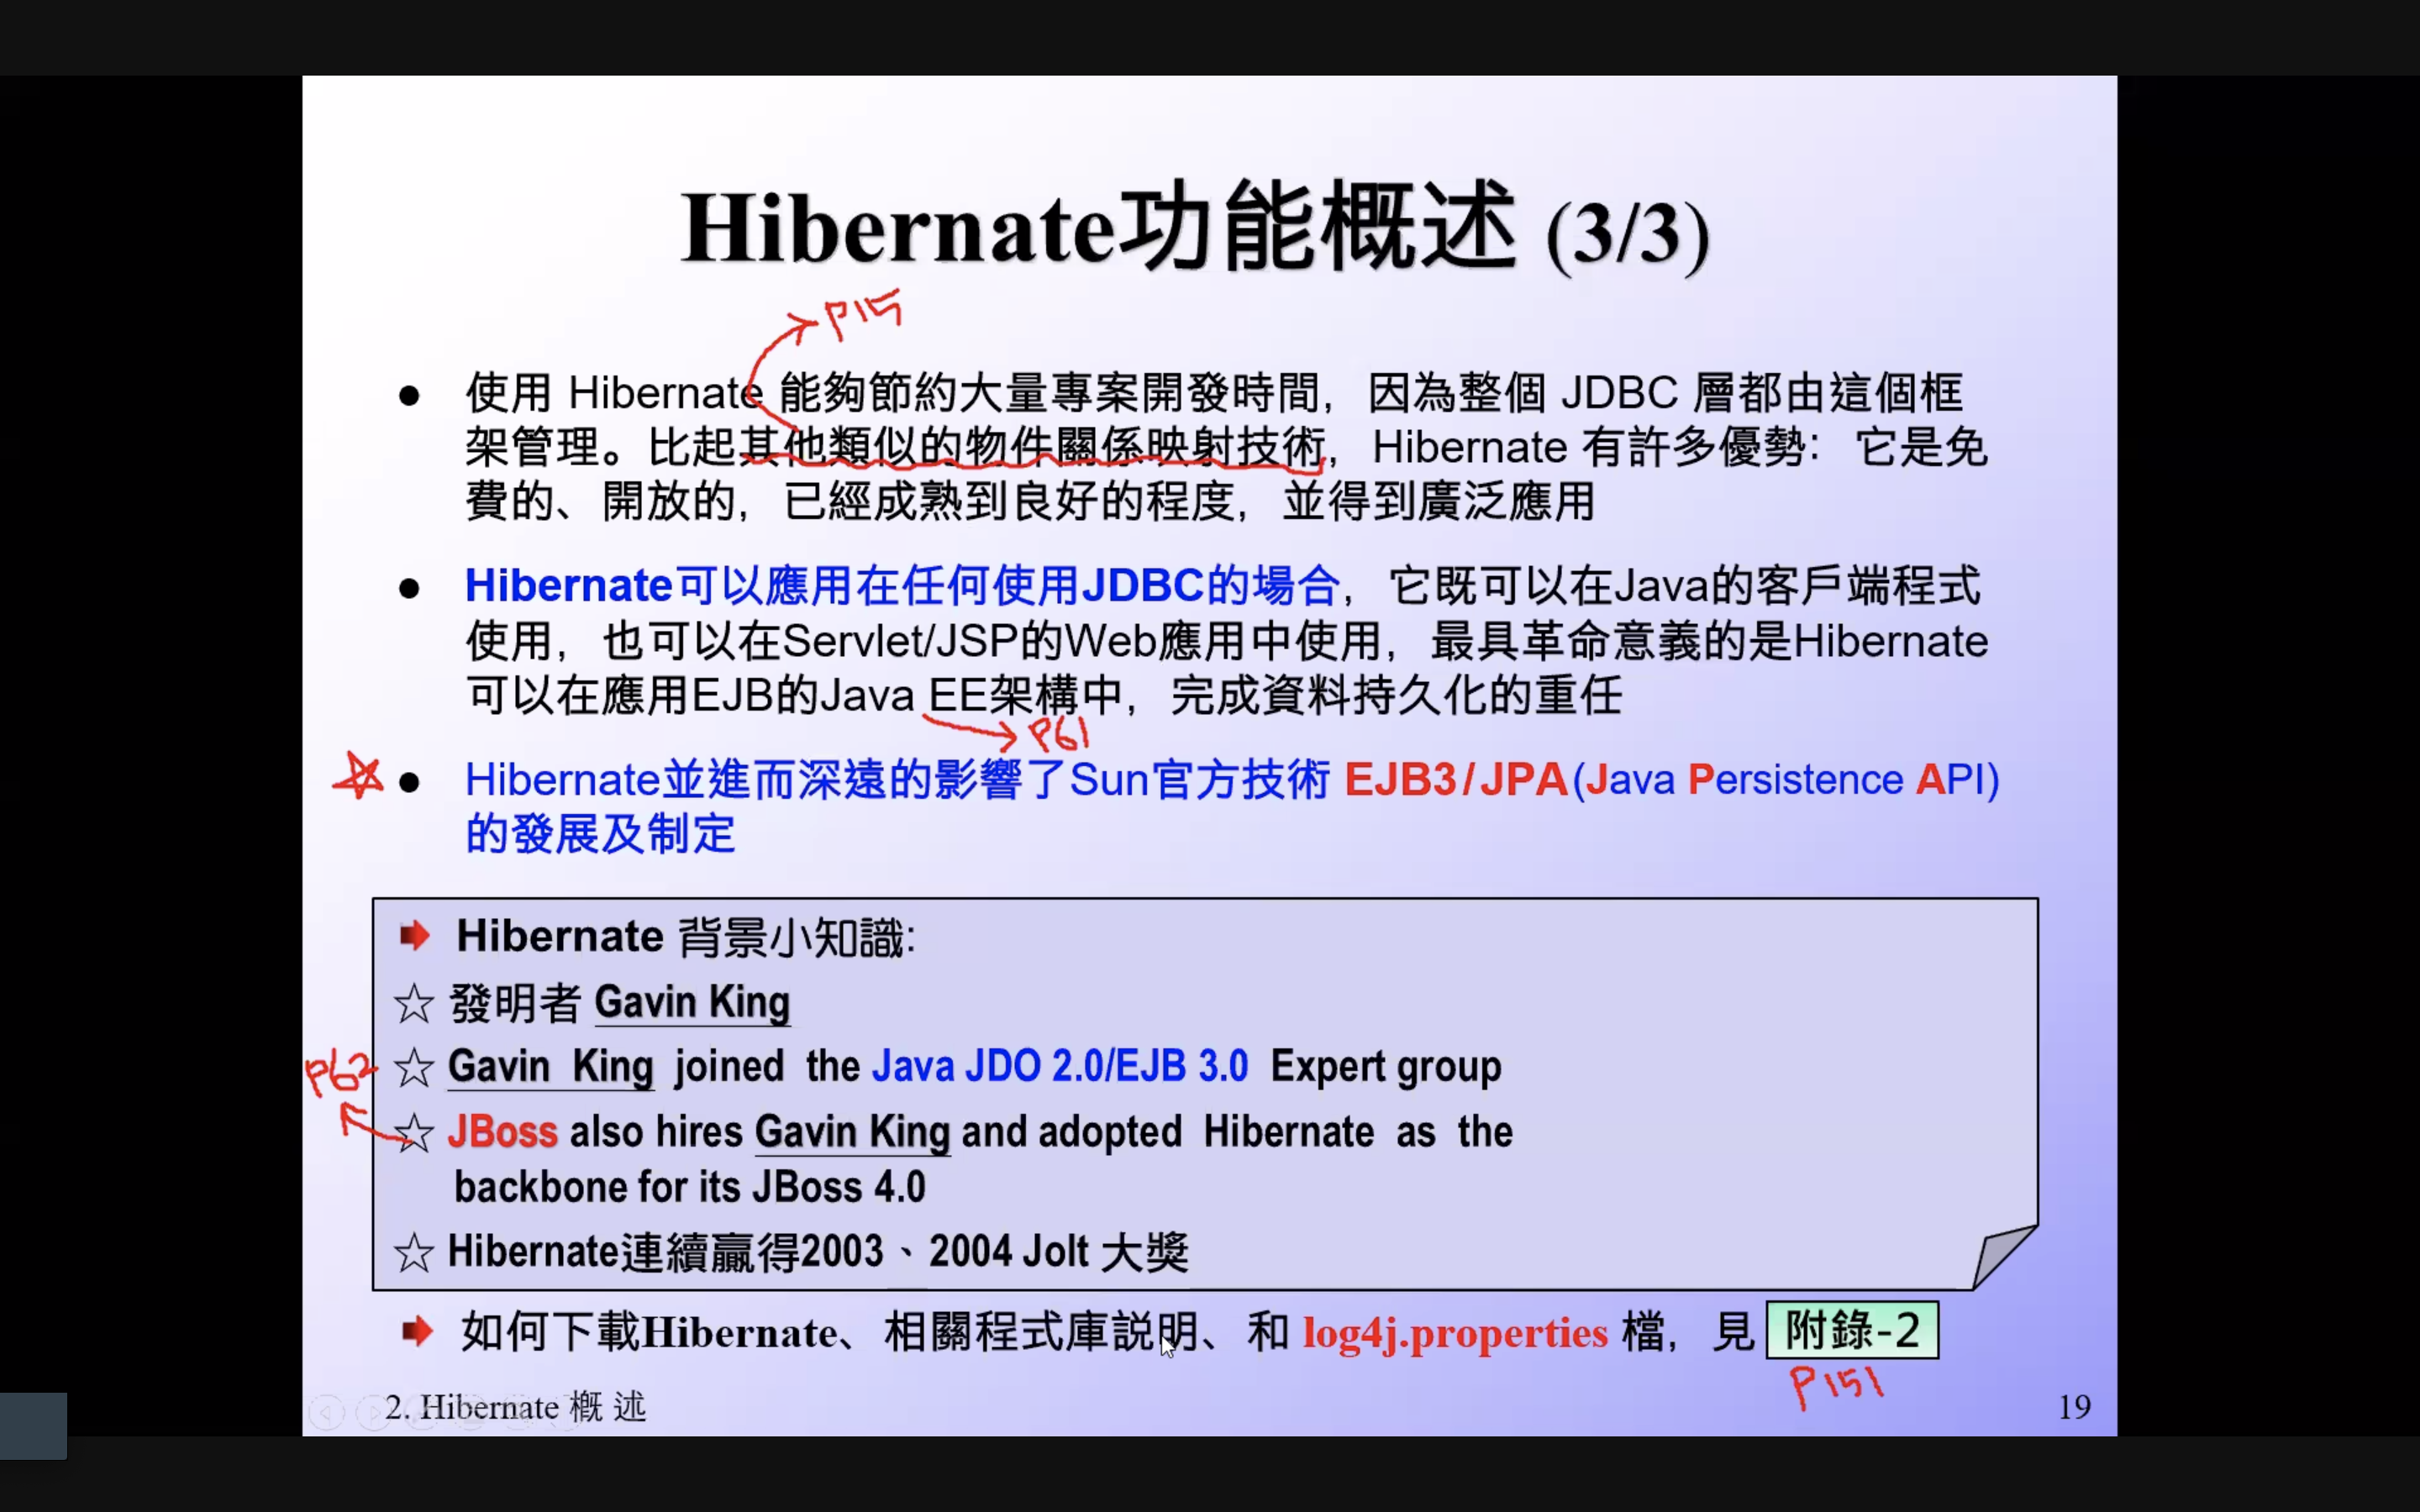 Hibernate功能概述 (3/3)
P15
● 使用 Hibernate 能夠節約大量專案開發時間，因為整個 JDBC 層都由這個框
架管理。比起其他類似的物件關係映射技術，Hibernate 有許多優勢：它是免
費的、開放的，已經成熟到良好的程度，並得到廣泛應用
● Hibernate可以應用在任何使用JDBC的場合，它既可以在Java的客戶端程式
使用，也可以在Servlet/JSP的Web應用中使用，最具革命意義的是Hibernate
可以在應用EJB的Java EE架構中，完成資料持久化的重任
P61
● Hibernate並進而深遠的影響了Sun官方技術 EJB3/JPA(Java Persistence API)
的發展及制定
Hibernate 背景小知識:
☆ 發明者 Gavin King
P62
☆ Gavin King joined the Java JDO 2.0/EJB 3.0 Expert group
☆ JBoss also hires Gavin King and adopted Hibernate as the
backbone for its JBoss 4.0
☆ Hibernate連續贏得2003、2004 Jolt 大獎
如何下載Hibernate、相關程式庫説明、和 log4j.properties 檔，見 附錄-2
P151
2. Hibernate 概 述
19